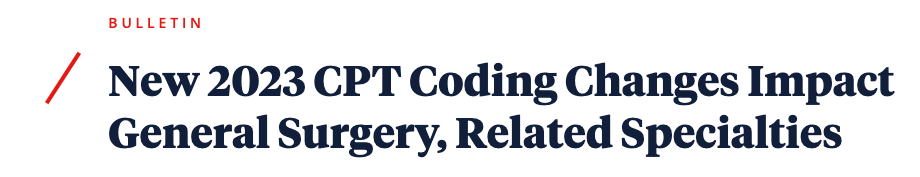 BULLETIN
New 2023 CPT Coding Changes Impact
General Surgery, Related Specialties